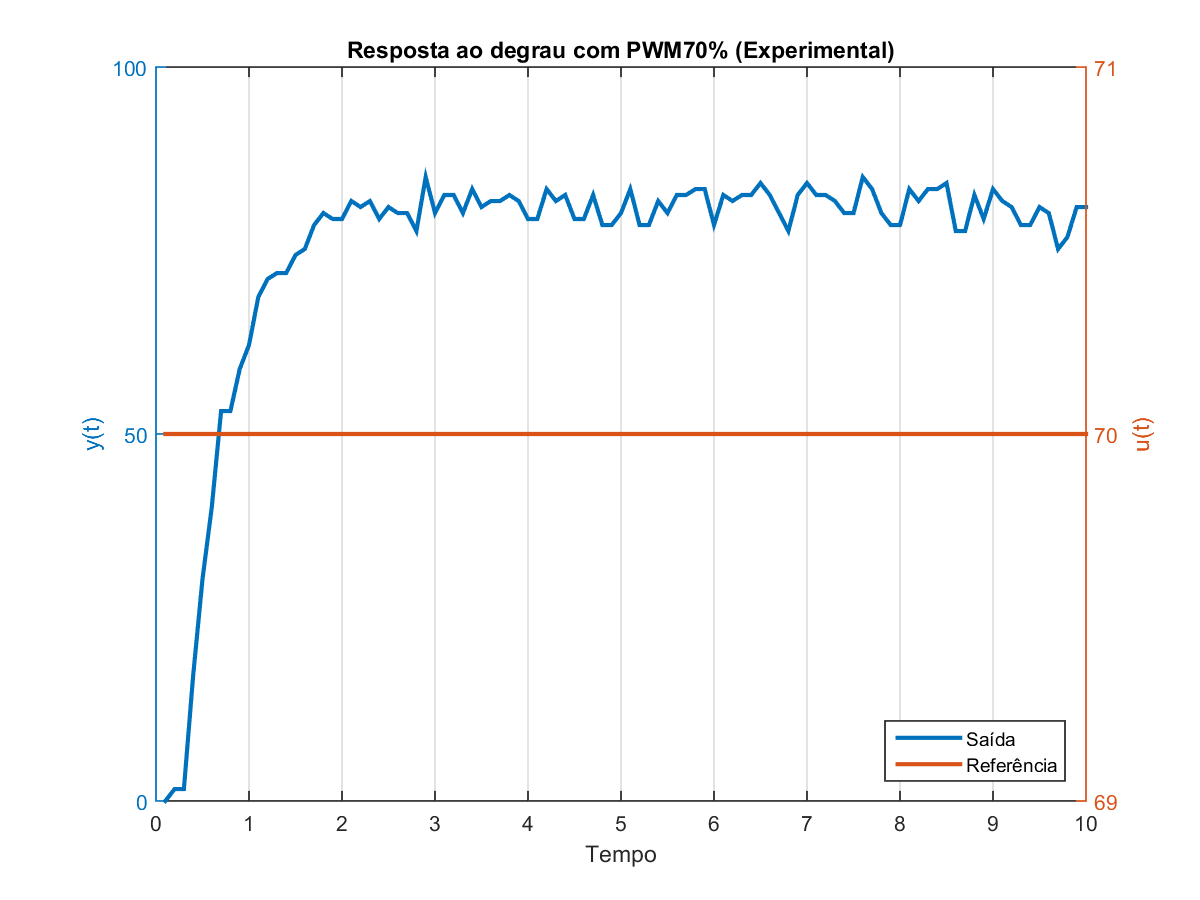 Resposta ao degrau com PWM70% (Experimental)
100
50
0
y(t)
71
70
69
u(t)
0 1 2 3 4 5 6 7 8 9 10
Tempo
Saída
Referência